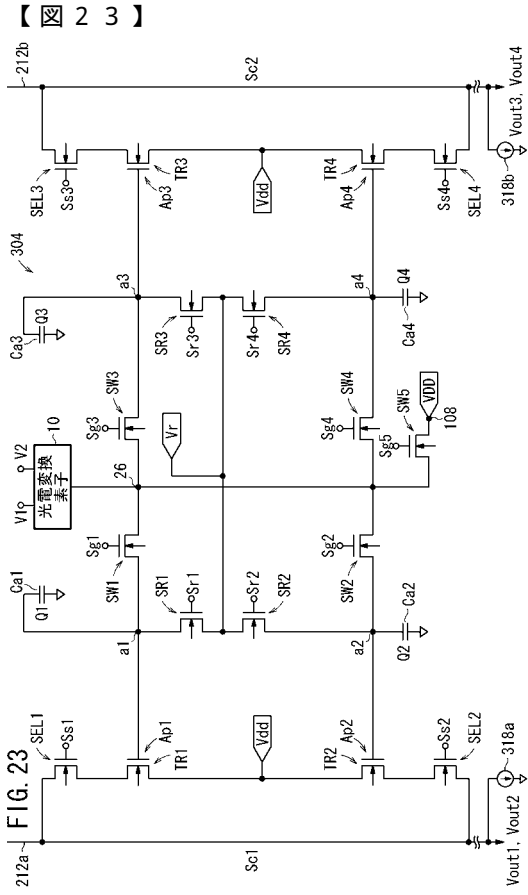 【図２３】
FIG. 23
212a
212b
304
SEL1
Ss1
Ap1
TR1
Vdd
Ap2
TR2
Ss2
SEL2
318a
Sc1
Vout1, Vout2
Ca1
Q1
a1
SR1
Sr1
Sr2
SR2
a2
Q2
Ca2
V1
V2
光電変換
素子
10
Sg1
SW1
26
Vr
Sg2
SW2
Sg3
SW3
Sg4
SW4
Sg5
SW5
VDD
108
Ca3
Q3
a3
SR3
Sr3
Sr4
SR4
a4
Q4
Ca4
SEL3
Ss3
Ap3
TR3
Vdd
TR4
Ap4
Ss4
SEL4
318b
Sc2
Vout3, Vout4